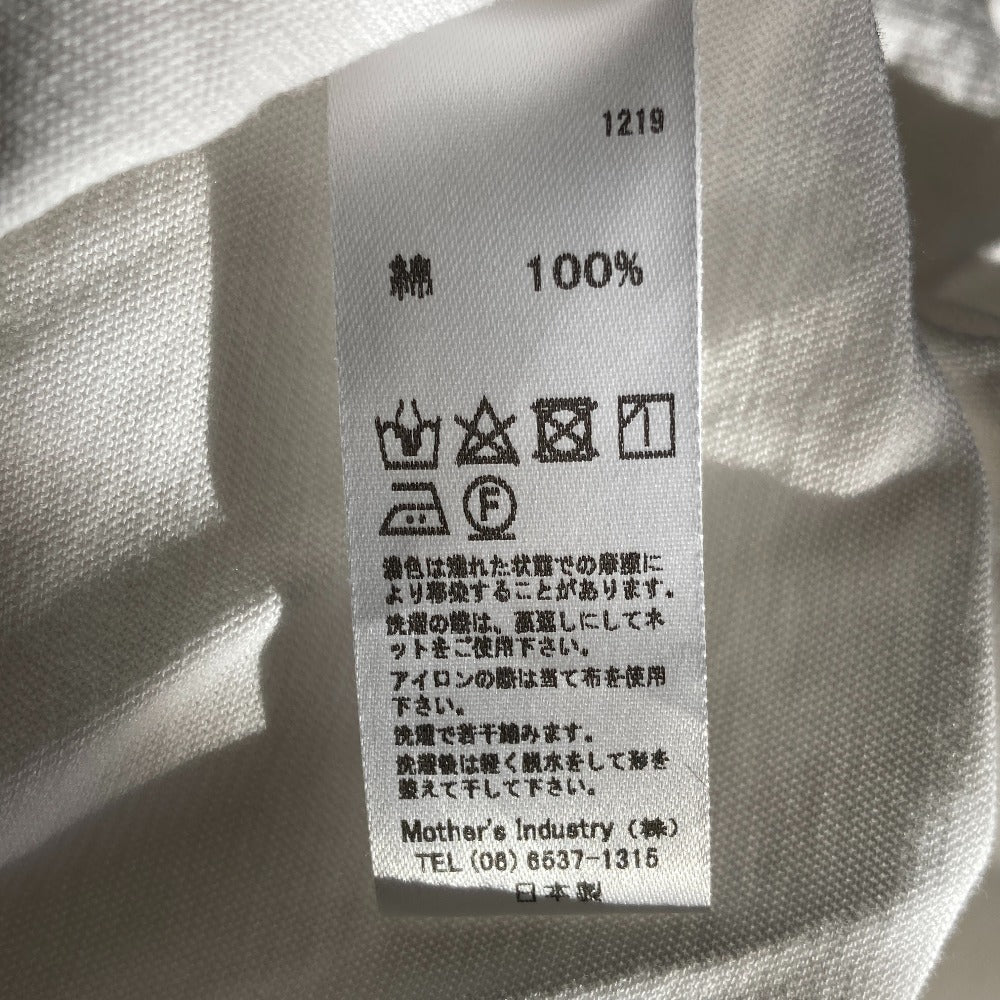 1219
綿 100%
F
濃色は濡れた状態での摩擦に
より移染することがあります。
洗濯の際は、裏返しにしてネ
ットをご使用下さい。
アイロンの際は当て布を使用
下さい。
洗濯で若干縮みます。
洗濯後は軽く脱水をして形を
整えて干して下さい。
Mother's Industry (株)
TEL (06) 6537-1315
日本製